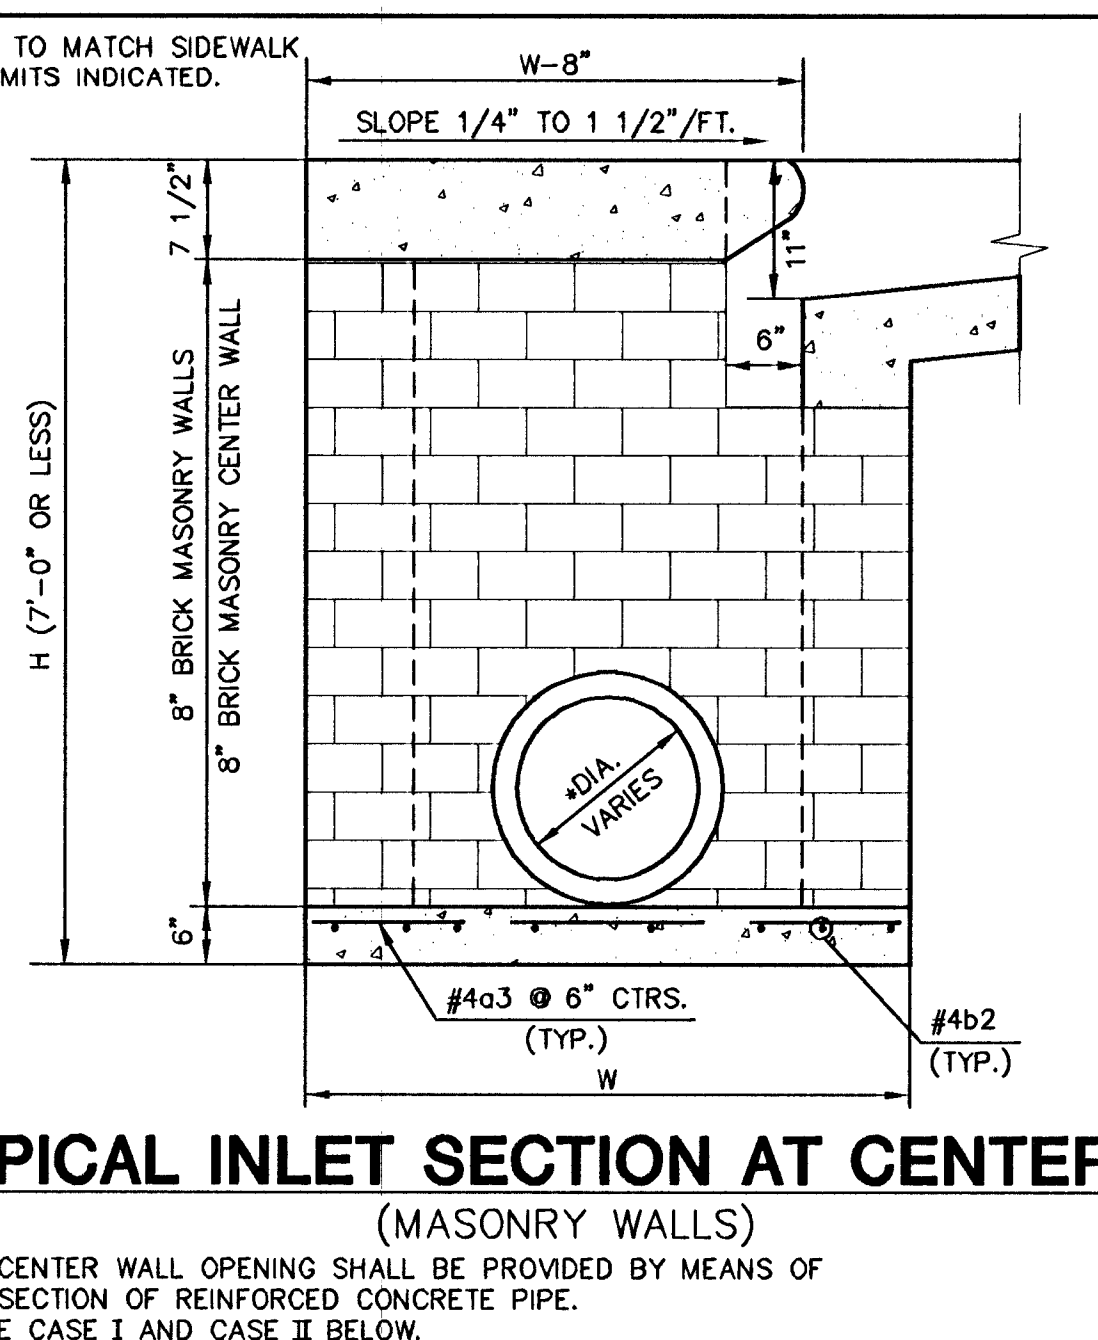 TO MATCH SIDEWALK
MITS INDICATED.
W-8"
SLOPE 1/4" TO 1 1/2"/FT.
7 1/2"
11"
6"
H (7'-0" OR LESS)
8" BRICK MASONRY WALLS
8" BRICK MASONRY CENTER WALL
*DIA.
VARIES
6"
#4a3 @ 6" CTRS.
(TYP.)
#4b2
(TYP.)
W
PICAL INLET SECTION AT CENTER
(MASONRY WALLS)
CENTER WALL OPENING SHALL BE PROVIDED BY MEANS OF
SECTION OF REINFORCED CONCRETE PIPE.
E CASE I AND CASE II BELOW.